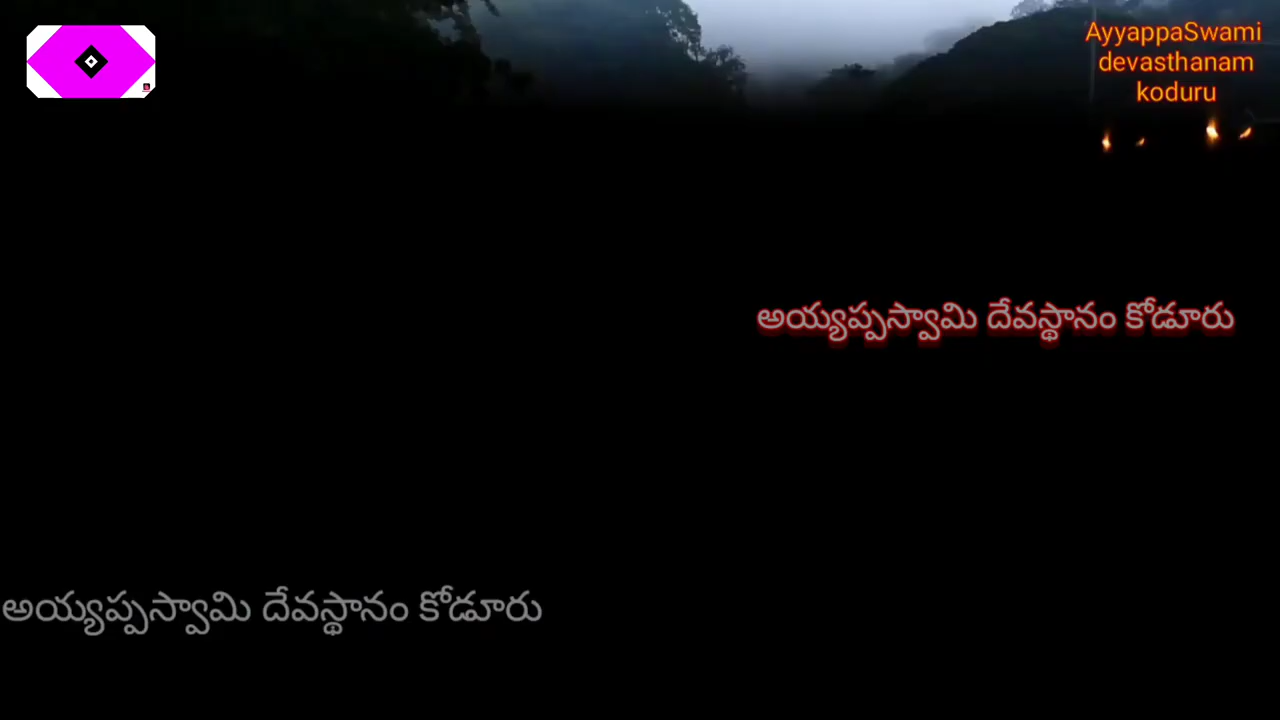 AyyappaSwami
devasthanam
koduru
అయ్యప్పస్వామి దేవస్థానం కోడూరు
అయ్యప్పస్వామి దేవస్థానం కోడూరు